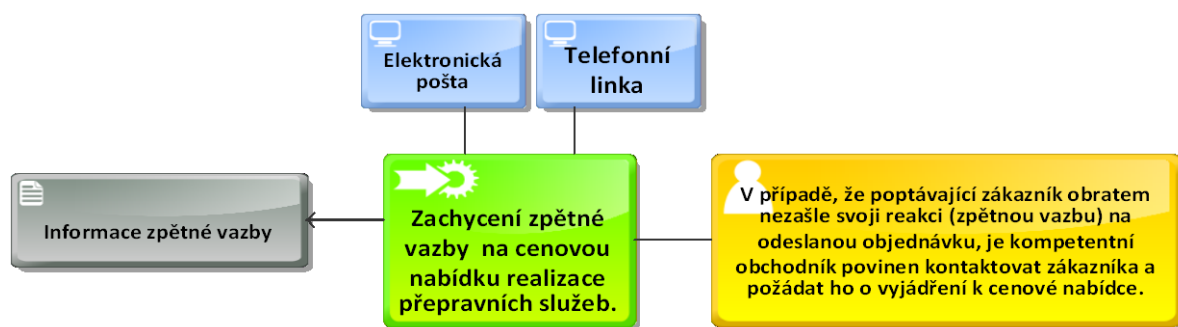 Elektronická
pošta
Telefonní
linka
Informace zpětné vazby
Zachycení zpětné
vazby na cenovou
nabídku realizace
přepravních služeb.
V případě, že poptávající zákazník obratem
nezašle svoji reakci (zpětnou vazbu) na
odeslanou objednávku, je kompetentní
obchodník povinen kontaktovat zákazníka a
požádat ho o vyjádření k cenové nabídce.